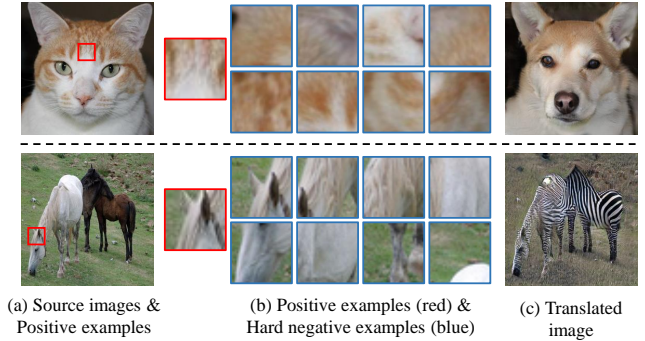 (a) Source images &
Positive examples
(b) Positive examples (red) &
Hard negative examples (blue)
(c) Translated
image